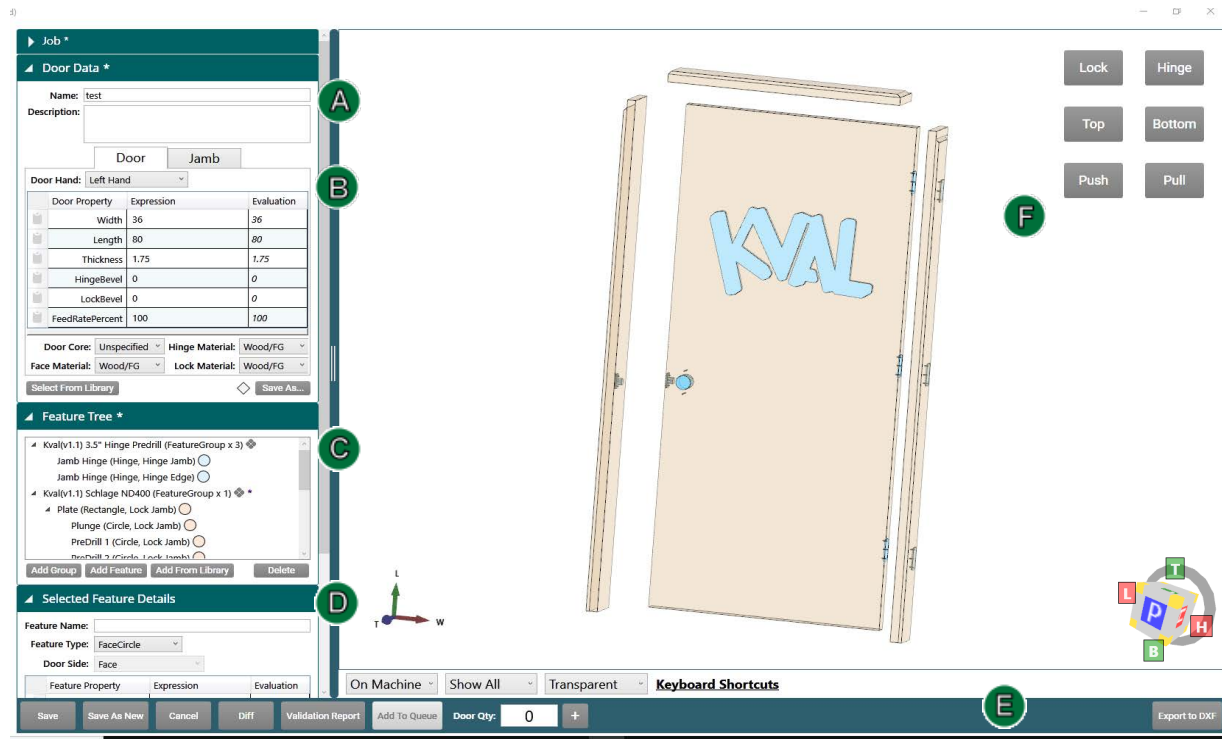 d)
Job *
Door Data *
Name: test
Description:
Door Jamb
Door Hand: Left Hand
Door Property Expression Evaluation
Width 36 36
Length 80 80
Thickness 1.75 1.75
HingeBevel 0 0
LockBevel 0 0
FeedRatePercent 100 100
Door Core: Unspecified Hinge Material: Wood/FG
Face Material: Wood/FG Lock Material: Wood/FG
Select From Library Save As...
Feature Tree *
Kval(v1.1) 3.5" Hinge Predrill (FeatureGroup x 3)
Jamb Hinge (Hinge, Hinge Jamb)
Jamb Hinge (Hinge, Hinge Edge)
Kval(v1.1) Schlage ND400 (FeatureGroup x 1) *
Plate (Rectangle, Lock Jamb)
Plunge (Circle, Lock Jamb)
PreDrill 1 (Circle, Lock Jamb)
PreDrill 2 (Circle, Lock Jamb)
Add Group Add Feature Add From Library Delete
Selected Feature Details
Feature Name:
Feature Type: FaceCircle
Door Side: Face
Feature Property Expression Evaluation
A
B
C
D
KVAL
Lock Hinge
Top Bottom
Push Pull
F
L
T W
T
L
P
H
B
On Machine Show All Transparent Keyboard Shortcuts
E
Save Save As New Cancel Diff Validation Report Add To Queue Door Qty: 0 + Export to DXF